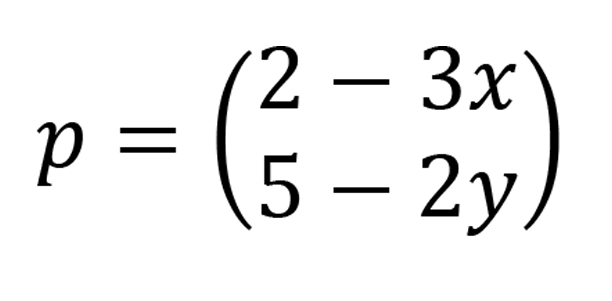 p = (2 − 3x
5 − 2y)